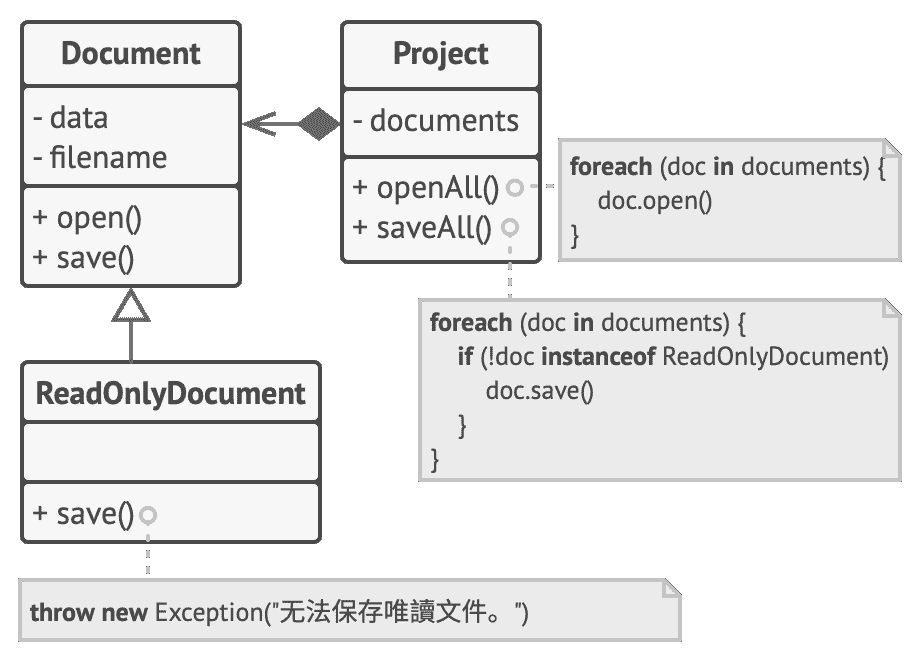 Document
- data
- filename
+ open()
+ save()
Project
- documents
+ openAll()
+ saveAll()
foreach (doc in documents) {
doc.open()
}
foreach (doc in documents) {
if (!doc instanceof ReadOnlyDocument)
doc.save()
}
}
ReadOnlyDocument
+ save()
throw new Exception("无法保存唯讀文件。")